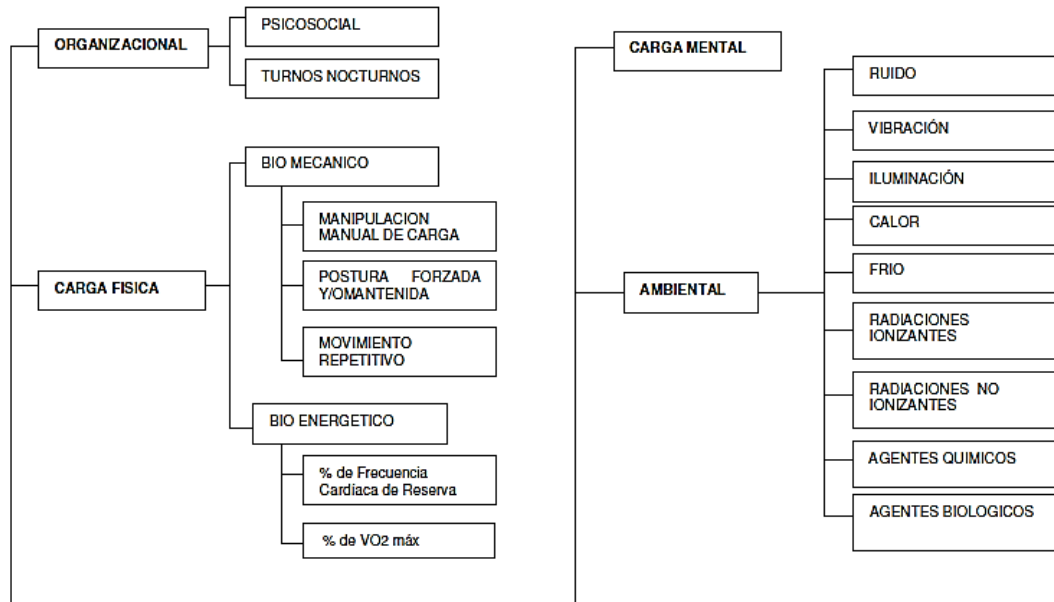 ORGANIZACIONAL
PSICOSOCIAL
TURNOS NOCTURNOS
CARGA FISICA
BIO MECANICO
MANIPULACION
MANUAL DE CARGA
POSTURA FORZADA
Y/OMANTENIDA
MOVIMIENTO
REPETITIVO
BIO ENERGETICO
% de Frecuencia
Cardíaca de Reserva
% de VO2 máx
CARGA MENTAL
AMBIENTAL
RUIDO
VIBRACIÓN
ILUMINACIÓN
CALOR
FRIO
RADIACIONES
IONIZANTES
RADIACIONES NO
IONIZANTES
AGENTES QUIMICOS
AGENTES BIOLOGICOS